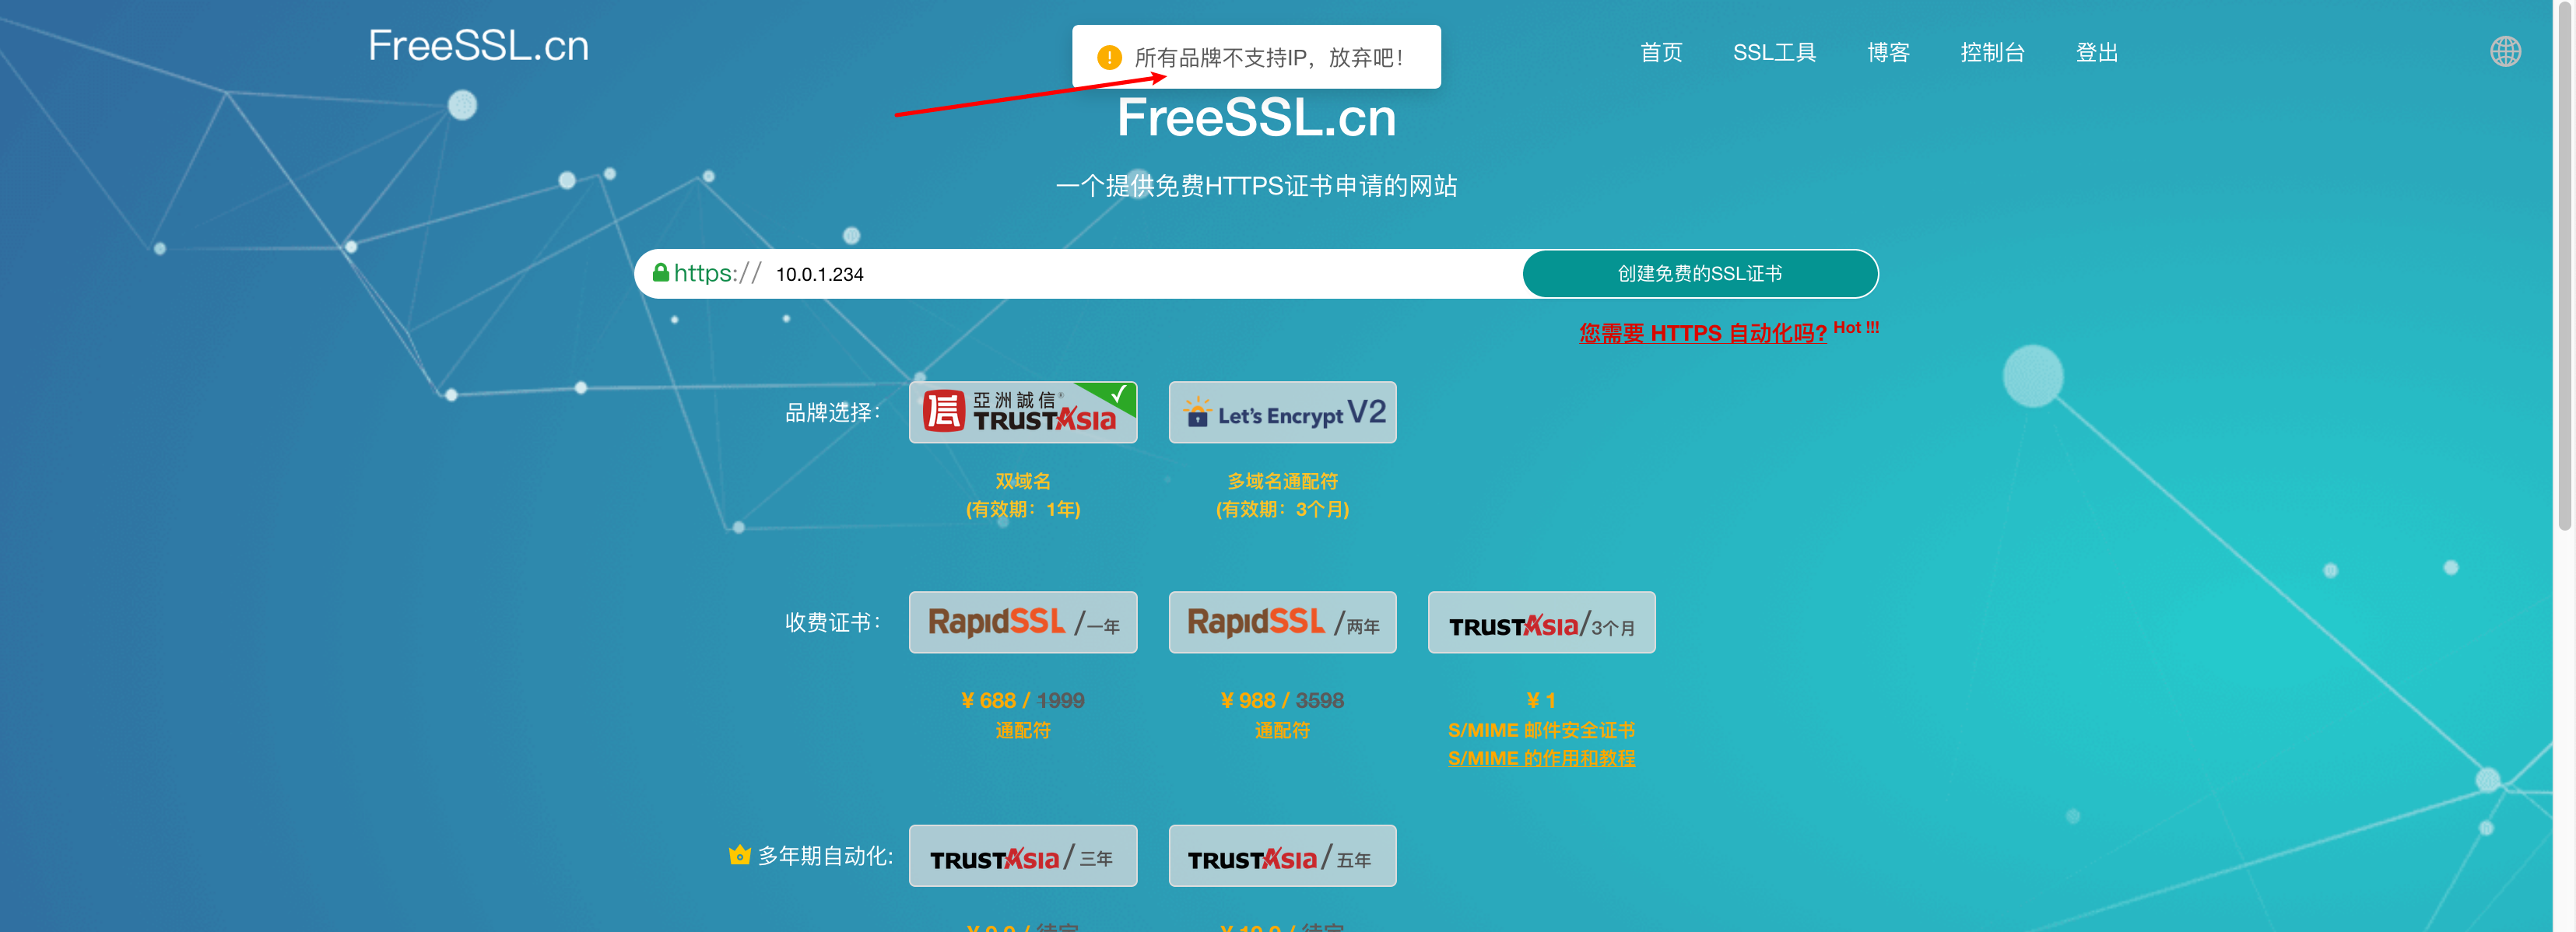 FreeSSL.cn
所有品牌不支持IP，放弃吧！
首页 SSL工具 博客 控制台 登出
FreeSSL.cn
一个提供免费HTTPS证书申请的网站
https:// 10.0.1.234 创建免费的SSL证书
您需要 HTTPS 自动化吗? Hot !!!
品牌选择：
信 亞洲誠信® TRUSTAsia
Let's Encrypt V2
双域名
(有效期：1年)
多域名通配符
(有效期：3个月)
收费证书：
RapidSSL /一年
RapidSSL /两年
TRUSTAsia/3个月
¥ 688 / 1999
通配符
¥ 988 / 3598
通配符
¥ 1
S/MIME 邮件安全证书
S/MIME 的作用和教程
多年期自动化:
TRUSTAsia/ 三年
TRUSTAsia/ 五年